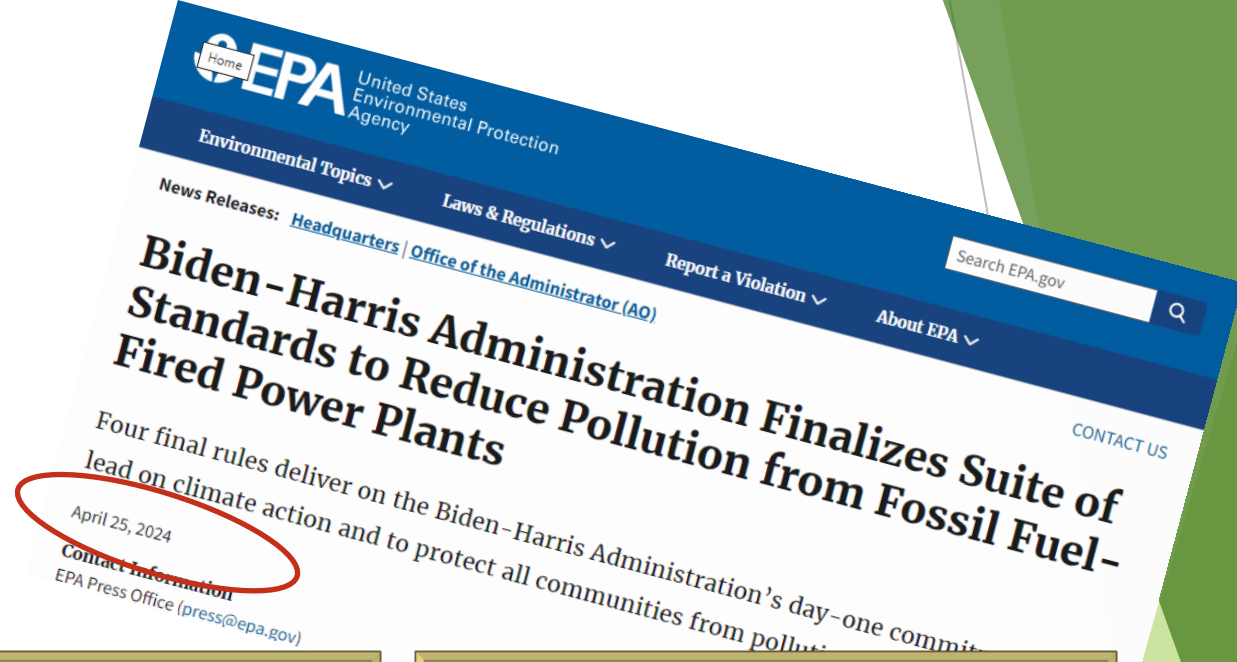 Home
EPA
United States
Environmental Protection
Agency
Environmental Topics
Laws & Regulations
Report a Violation
About EPA
Search EPA.gov
News Releases: Headquarters | Office of the Administrator (AO)
CONTACT US
Biden-Harris Administration Finalizes Suite of
Standards to Reduce Pollution from Fossil Fuel-
Fired Power Plants
Four final rules deliver on the Biden-Harris Administration's day-one
lead on climate action and to protect all communities from
April 25, 2024
Contact Information
EPA Press Office (press@epa.gov)